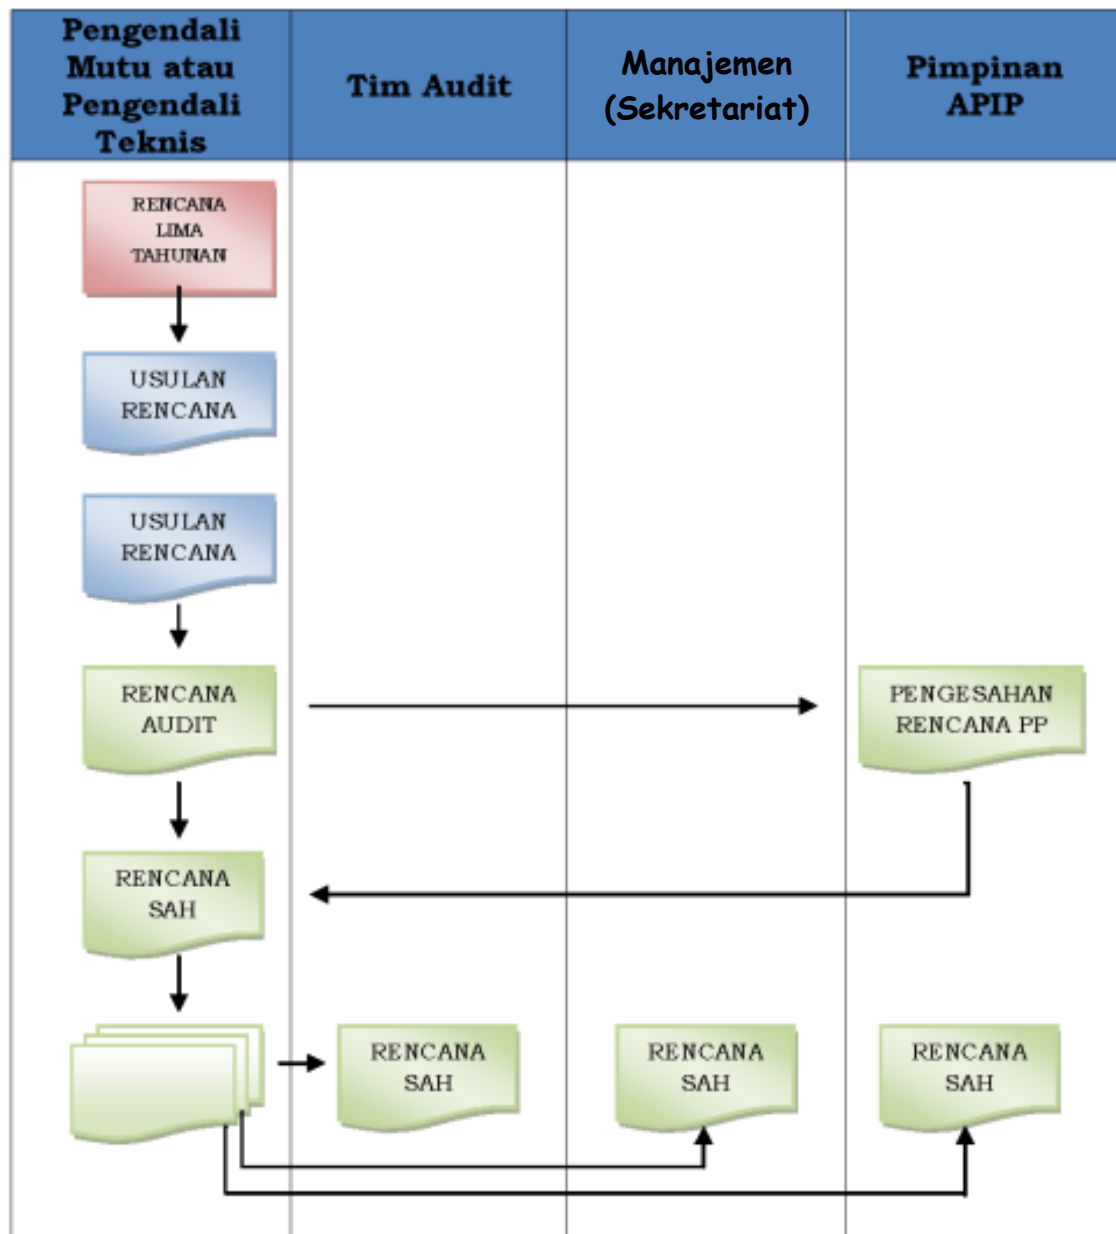 Pengendali
Mutu atau
Pengendali
Teknis
Tim Audit
Manajemen
(Sekretariat)
Pimpinan
APIP
RENCANA
LIMA
TAHUNAN
USULAN
RENCANA
USULAN
RENCANA
RENCANA
AUDIT
PENGESAHAN
RENCANA PP
RENCANA
SAH
RENCANA
SAH
RENCANA
SAH
RENCANA
SAH